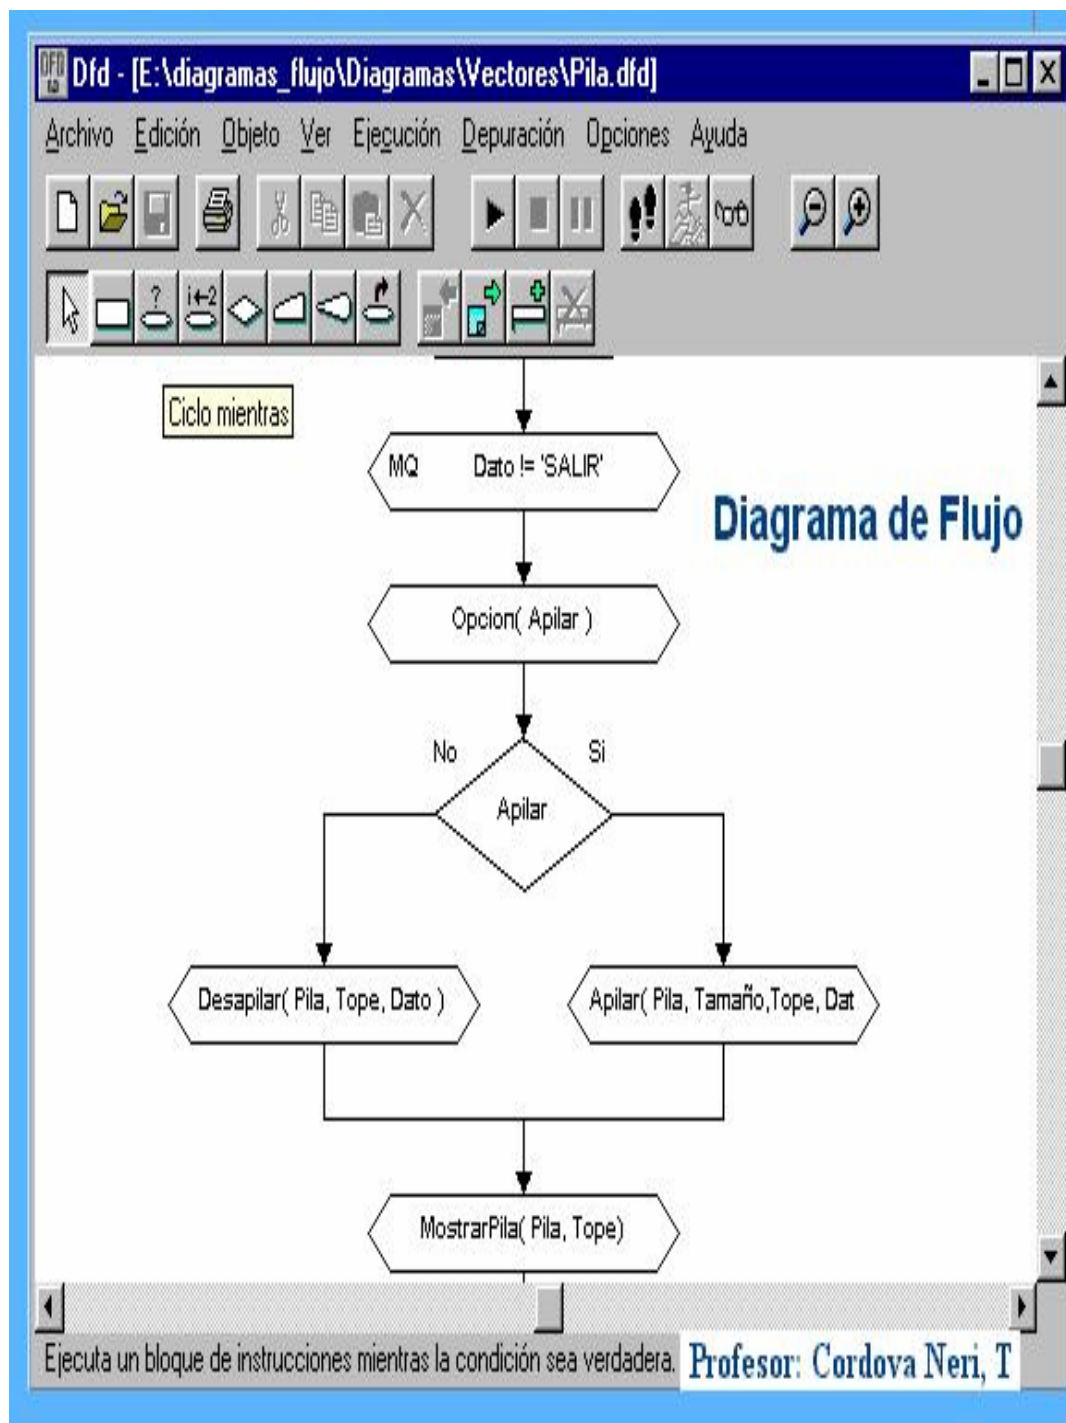 Dfd - [E:\diagramas_flujo\Diagramas\Vectores\Pila.dfd]
Archivo Edición Objeto Ver Ejecución Depuración Opciones Ayuda
? i←2
Ciclo mientras
MQ Dato != 'SALIR'
Diagrama de Flujo
Opcion( Apilar )
No Si
Apilar
Desapilar( Pila, Tope, Dato )
Apilar( Pila, Tamaño,Tope, Dat
MostrarPila( Pila, Tope)
Ejecuta un bloque de instrucciones mientras la condición sea verdadera.
Profesor: Cordova Neri, T